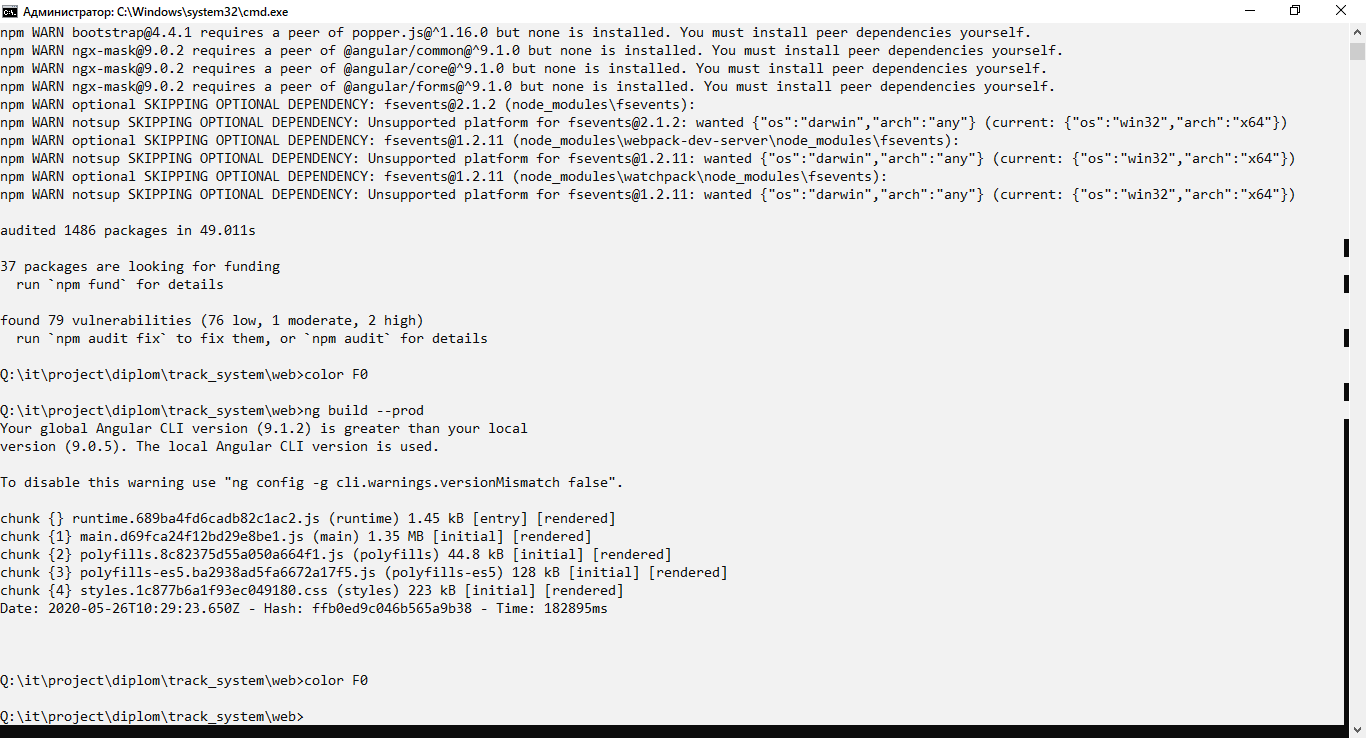 Администратор: C:\Windows\system32\cmd.exe
npm WARN bootstrap@4.4.1 requires a peer of popper.js@^1.16.0 but none is installed. You must install peer dependencies yourself.
npm WARN ngx-mask@9.0.2 requires a peer of @angular/common@^9.1.0 but none is installed. You must install peer dependencies yourself.
npm WARN ngx-mask@9.0.2 requires a peer of @angular/core@^9.1.0 but none is installed. You must install peer dependencies yourself.
npm WARN ngx-mask@9.0.2 requires a peer of @angular/forms@^9.1.0 but none is installed. You must install peer dependencies yourself.
npm WARN optional SKIPPING OPTIONAL DEPENDENCY: fsevents@2.1.2 (node_modules\fsevents):
npm WARN notsup SKIPPING OPTIONAL DEPENDENCY: Unsupported platform for fsevents@2.1.2: wanted {"os":"darwin","arch":"any"} (current: {"os":"win32","arch":"x64"})
npm WARN optional SKIPPING OPTIONAL DEPENDENCY: fsevents@1.2.11 (node_modules\webpack-dev-server\node_modules\fsevents):
npm WARN notsup SKIPPING OPTIONAL DEPENDENCY: Unsupported platform for fsevents@1.2.11: wanted {"os":"darwin","arch":"any"} (current: {"os":"win32","arch":"x64"})
npm WARN optional SKIPPING OPTIONAL DEPENDENCY: fsevents@1.2.11 (node_modules\watchpack\node_modules\fsevents):
npm WARN notsup SKIPPING OPTIONAL DEPENDENCY: Unsupported platform for fsevents@1.2.11: wanted {"os":"darwin","arch":"any"} (current: {"os":"win32","arch":"x64"})
audited 1486 packages in 49.011s
37 packages are looking for funding
  run `npm fund` for details
found 79 vulnerabilities (76 low, 1 moderate, 2 high)
  run `npm audit fix` to fix them, or `npm audit` for details
Q:\it\project\diplom\track_system\web>color F0
Q:\it\project\diplom\track_system\web>ng build --prod
Your global Angular CLI version (9.1.2) is greater than your local
version (9.0.5). The local Angular CLI version is used.
To disable this warning use "ng config -g cli.warnings.versionMismatch false".
chunk {} runtime.689ba4fd6cadb82c1ac2.js (runtime) 1.45 kB [entry] [rendered]
chunk {1} main.d69fca24f12bd29e8be1.js (main) 1.35 MB [initial] [rendered]
chunk {2} polyfills.8c82375d55a050a664f1.js (polyfills) 44.8 kB [initial] [rendered]
chunk {3} polyfills-es5.ba2938ad5fa6672a17f5.js (polyfills-es5) 128 kB [initial] [rendered]
chunk {4} styles.1c877b6a1f93ec049180.css (styles) 223 kB [initial] [rendered]
Date: 2020-05-26T10:29:23.650Z - Hash: ffb0ed9c046b565a9b38 - Time: 182895ms
Q:\it\project\diplom\track_system\web>color F0
Q:\it\project\diplom\track_system\web>